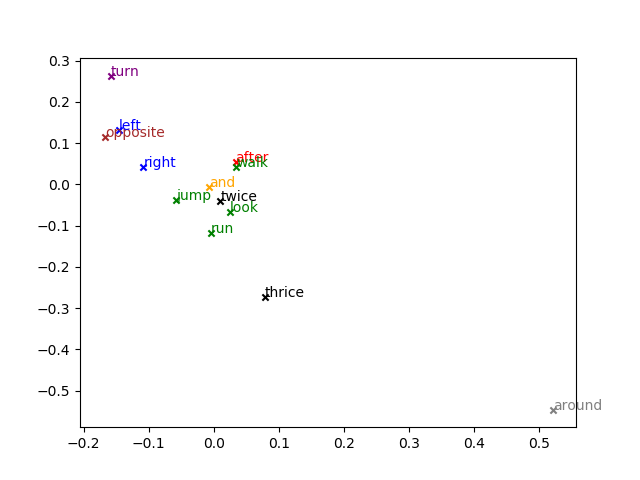 0.3
turn
0.2
left
opposite
0.1
after
walk
right
0.0
and
jump
twice
look
−0.1
run
−0.2
thrice
−0.3
−0.4
−0.5
around
−0.2 −0.1 0.0 0.1 0.2 0.3 0.4 0.5